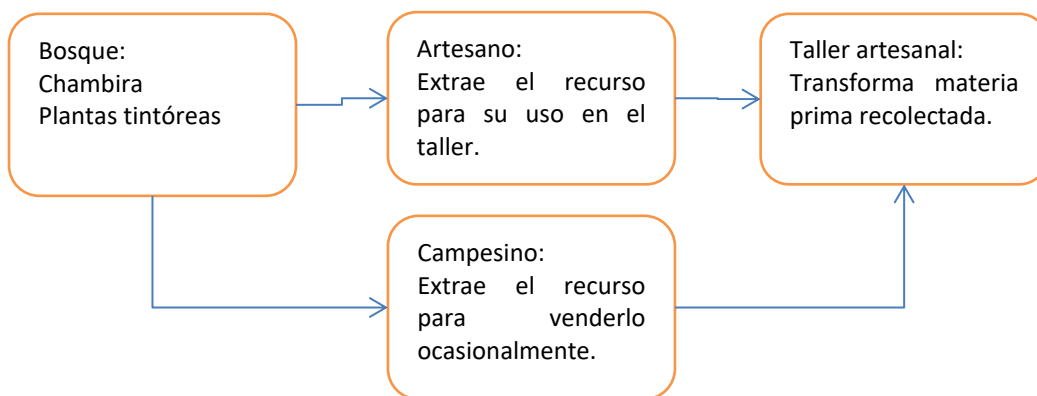 Bosque:
Chambira
Plantas tintóreas
Artesano:
Extrae el recurso
para su uso en el
taller.
Taller artesanal:
Transforma materia
prima recolectada.
Campesino:
Extrae el recurso
para venderlo
ocasionalmente.